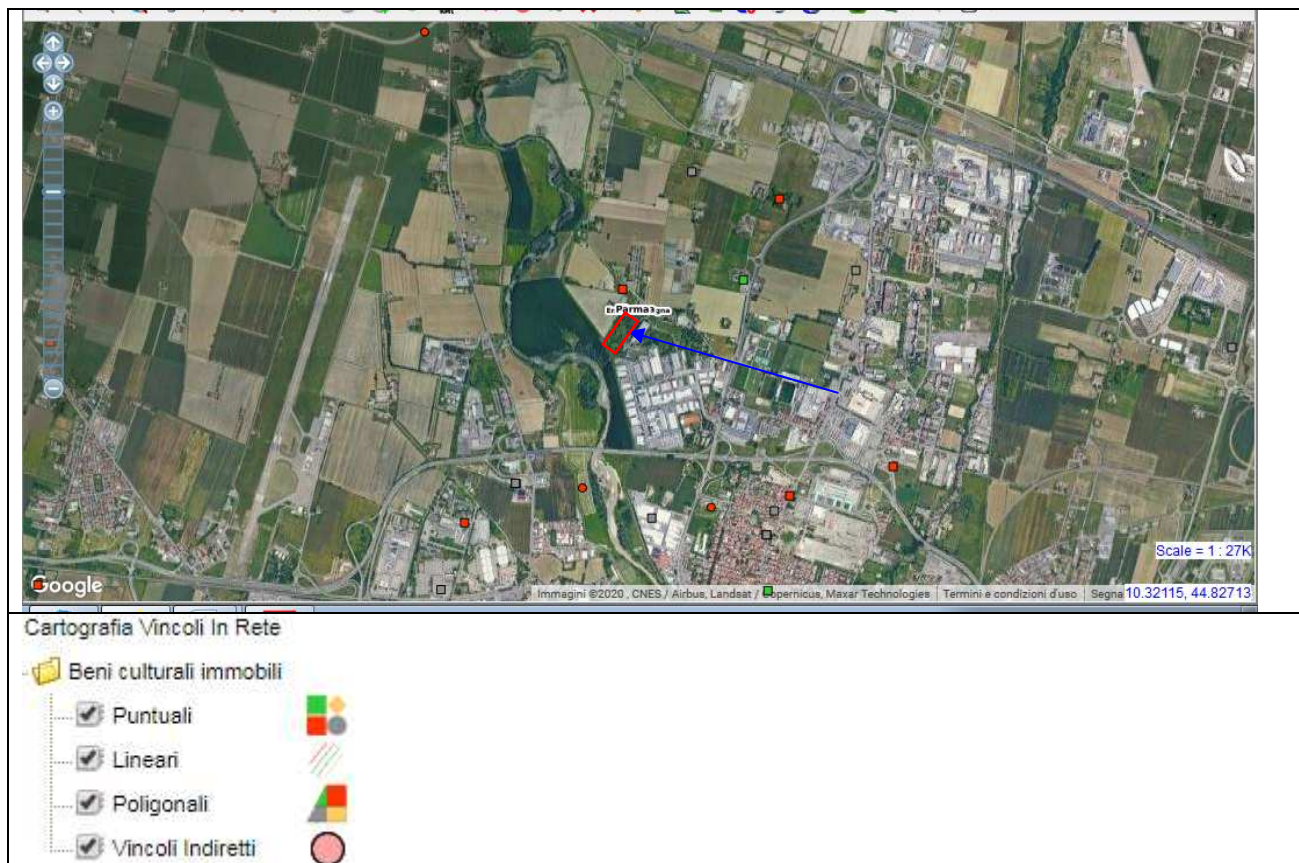 Parma
Scale = 1 : 27K
Google
Immagini ©2020 , CNES / Airbus, Landsat / Copernicus, Maxar Technologies
Termini e condizioni d'uso
Segna
10.32115, 44.82713
Cartografia Vincoli In Rete
Beni culturali immobili
Puntuali
Lineari
Poligonali
Vincoli Indiretti